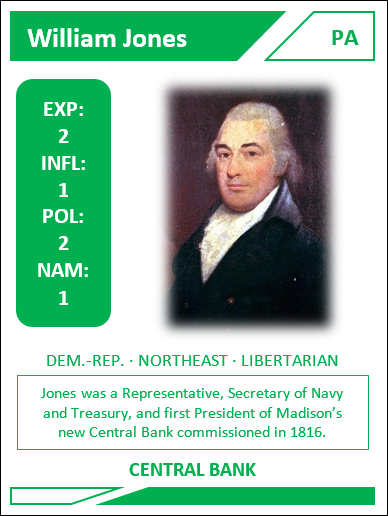 William Jones
PA
EXP:
2
INFL:
1
POL:
2
NAM:
1
DEM.-REP. · NORTHEAST · LIBERTARIAN
Jones was a Representative, Secretary of Navy
and Treasury, and first President of Madison’s
new Central Bank commissioned in 1816.
CENTRAL BANK